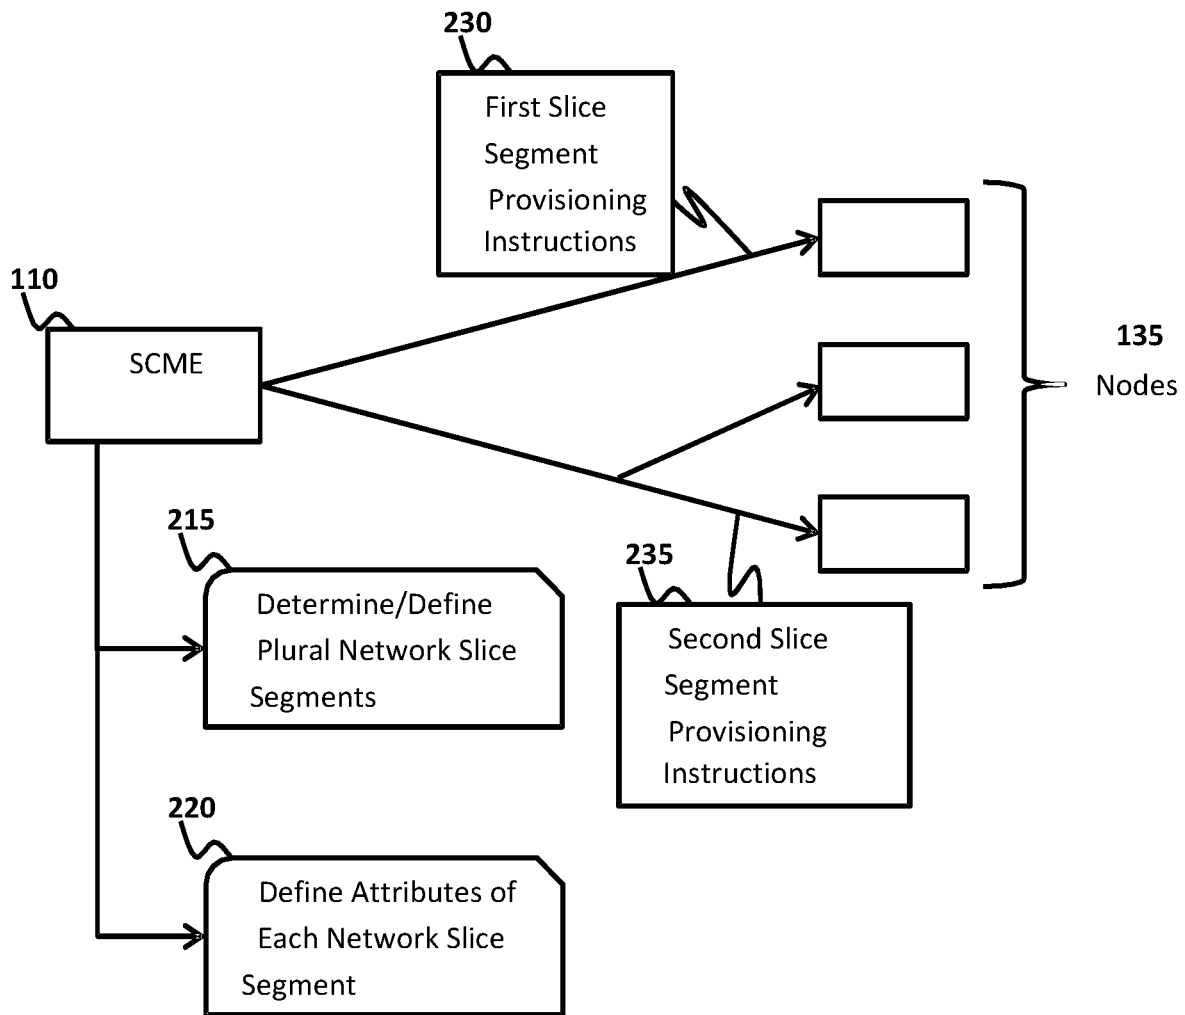 230
First Slice
Segment
Provisioning
Instructions
110
SCME
135
Nodes
215
Determine/Define
Plural Network Slice
Segments
235
Second Slice
Segment
Provisioning
Instructions
220
Define Attributes of
Each Network Slice
Segment